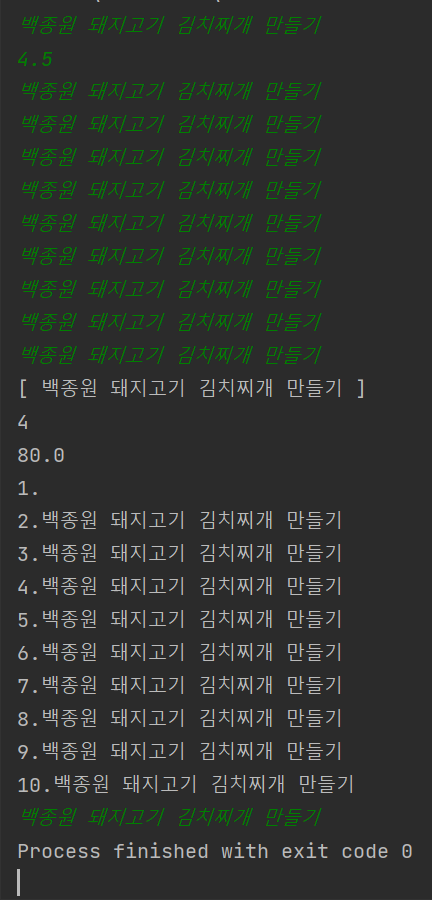 백종원 돼지고기 김치찌개 만들기
4.5
백종원 돼지고기 김치찌개 만들기
백종원 돼지고기 김치찌개 만들기
백종원 돼지고기 김치찌개 만들기
백종원 돼지고기 김치찌개 만들기
백종원 돼지고기 김치찌개 만들기
백종원 돼지고기 김치찌개 만들기
백종원 돼지고기 김치찌개 만들기
백종원 돼지고기 김치찌개 만들기
백종원 돼지고기 김치찌개 만들기
[ 백종원 돼지고기 김치찌개 만들기 ]
4
80.0
1.
2.백종원 돼지고기 김치찌개 만들기
3.백종원 돼지고기 김치찌개 만들기
4.백종원 돼지고기 김치찌개 만들기
5.백종원 돼지고기 김치찌개 만들기
6.백종원 돼지고기 김치찌개 만들기
7.백종원 돼지고기 김치찌개 만들기
8.백종원 돼지고기 김치찌개 만들기
9.백종원 돼지고기 김치찌개 만들기
10.백종원 돼지고기 김치찌개 만들기
백종원 돼지고기 김치찌개 만들기
Process finished with exit code 0